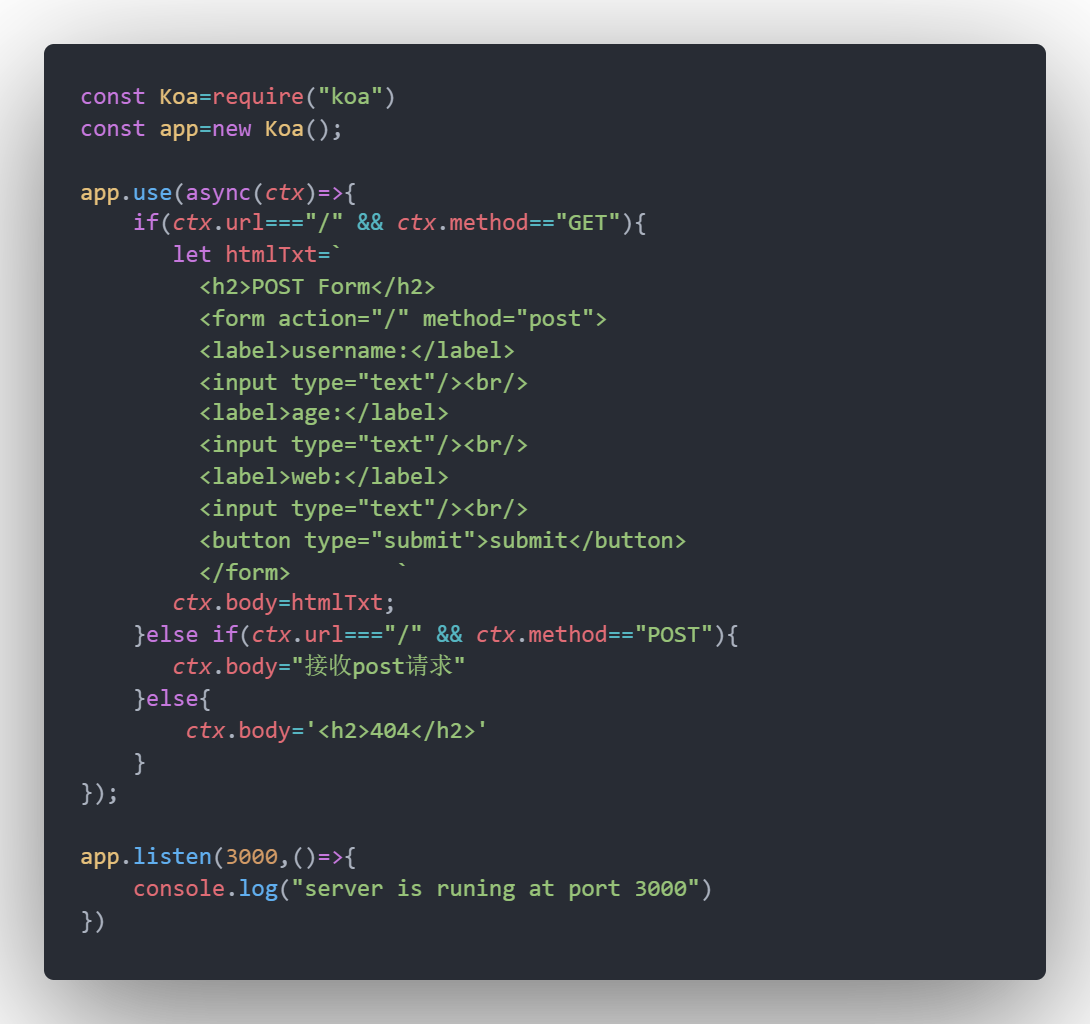 const Koa=require("koa")
const app=new Koa();
app.use(async(ctx)=>{
    if(ctx.url==="/" && ctx.method=="GET"){
       let htmlTxt=`
         <h2>POST Form</h2>
         <form action="/" method="post">
         <label>username:</label>
         <input type="text"/><br/>
         <label>age:</label>
         <input type="text"/><br/>
         <label>web:</label>
         <input type="text"/><br/>
         <button type="submit">submit</button>
         </form>        `
       ctx.body=htmlTxt;
    }else if(ctx.url==="/" && ctx.method=="POST"){
       ctx.body="接收post请求"
    }else{
        ctx.body='<h2>404</h2>'
    }
});
app.listen(3000,()=>{
    console.log("server is runing at port 3000")
})